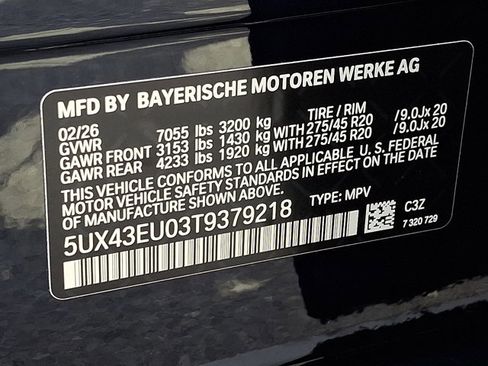 MFD BY BAYERISCHE MOTOREN WERKE AG
02/26 TIRE / RIM
GVWR 7055 lbs 3200 kg
GAWR FRONT 3153 lbs 1430 kg WITH 275/45 R20 /9.0Jx 20
GAWR REAR 4233 lbs 1920 kg WITH 275/45 R20 /9.0Jx 20
THIS VEHICLE CONFORMS TO ALL APPLICABLE U. S. FEDERAL
MOTOR VEHICLE SAFETY STANDARDS IN EFFECT ON THE
DATE OF MANUFACTURE SHOWN ABOVE.
5UX43EU03T9379218 TYPE: MPV C3Z
7 320 729